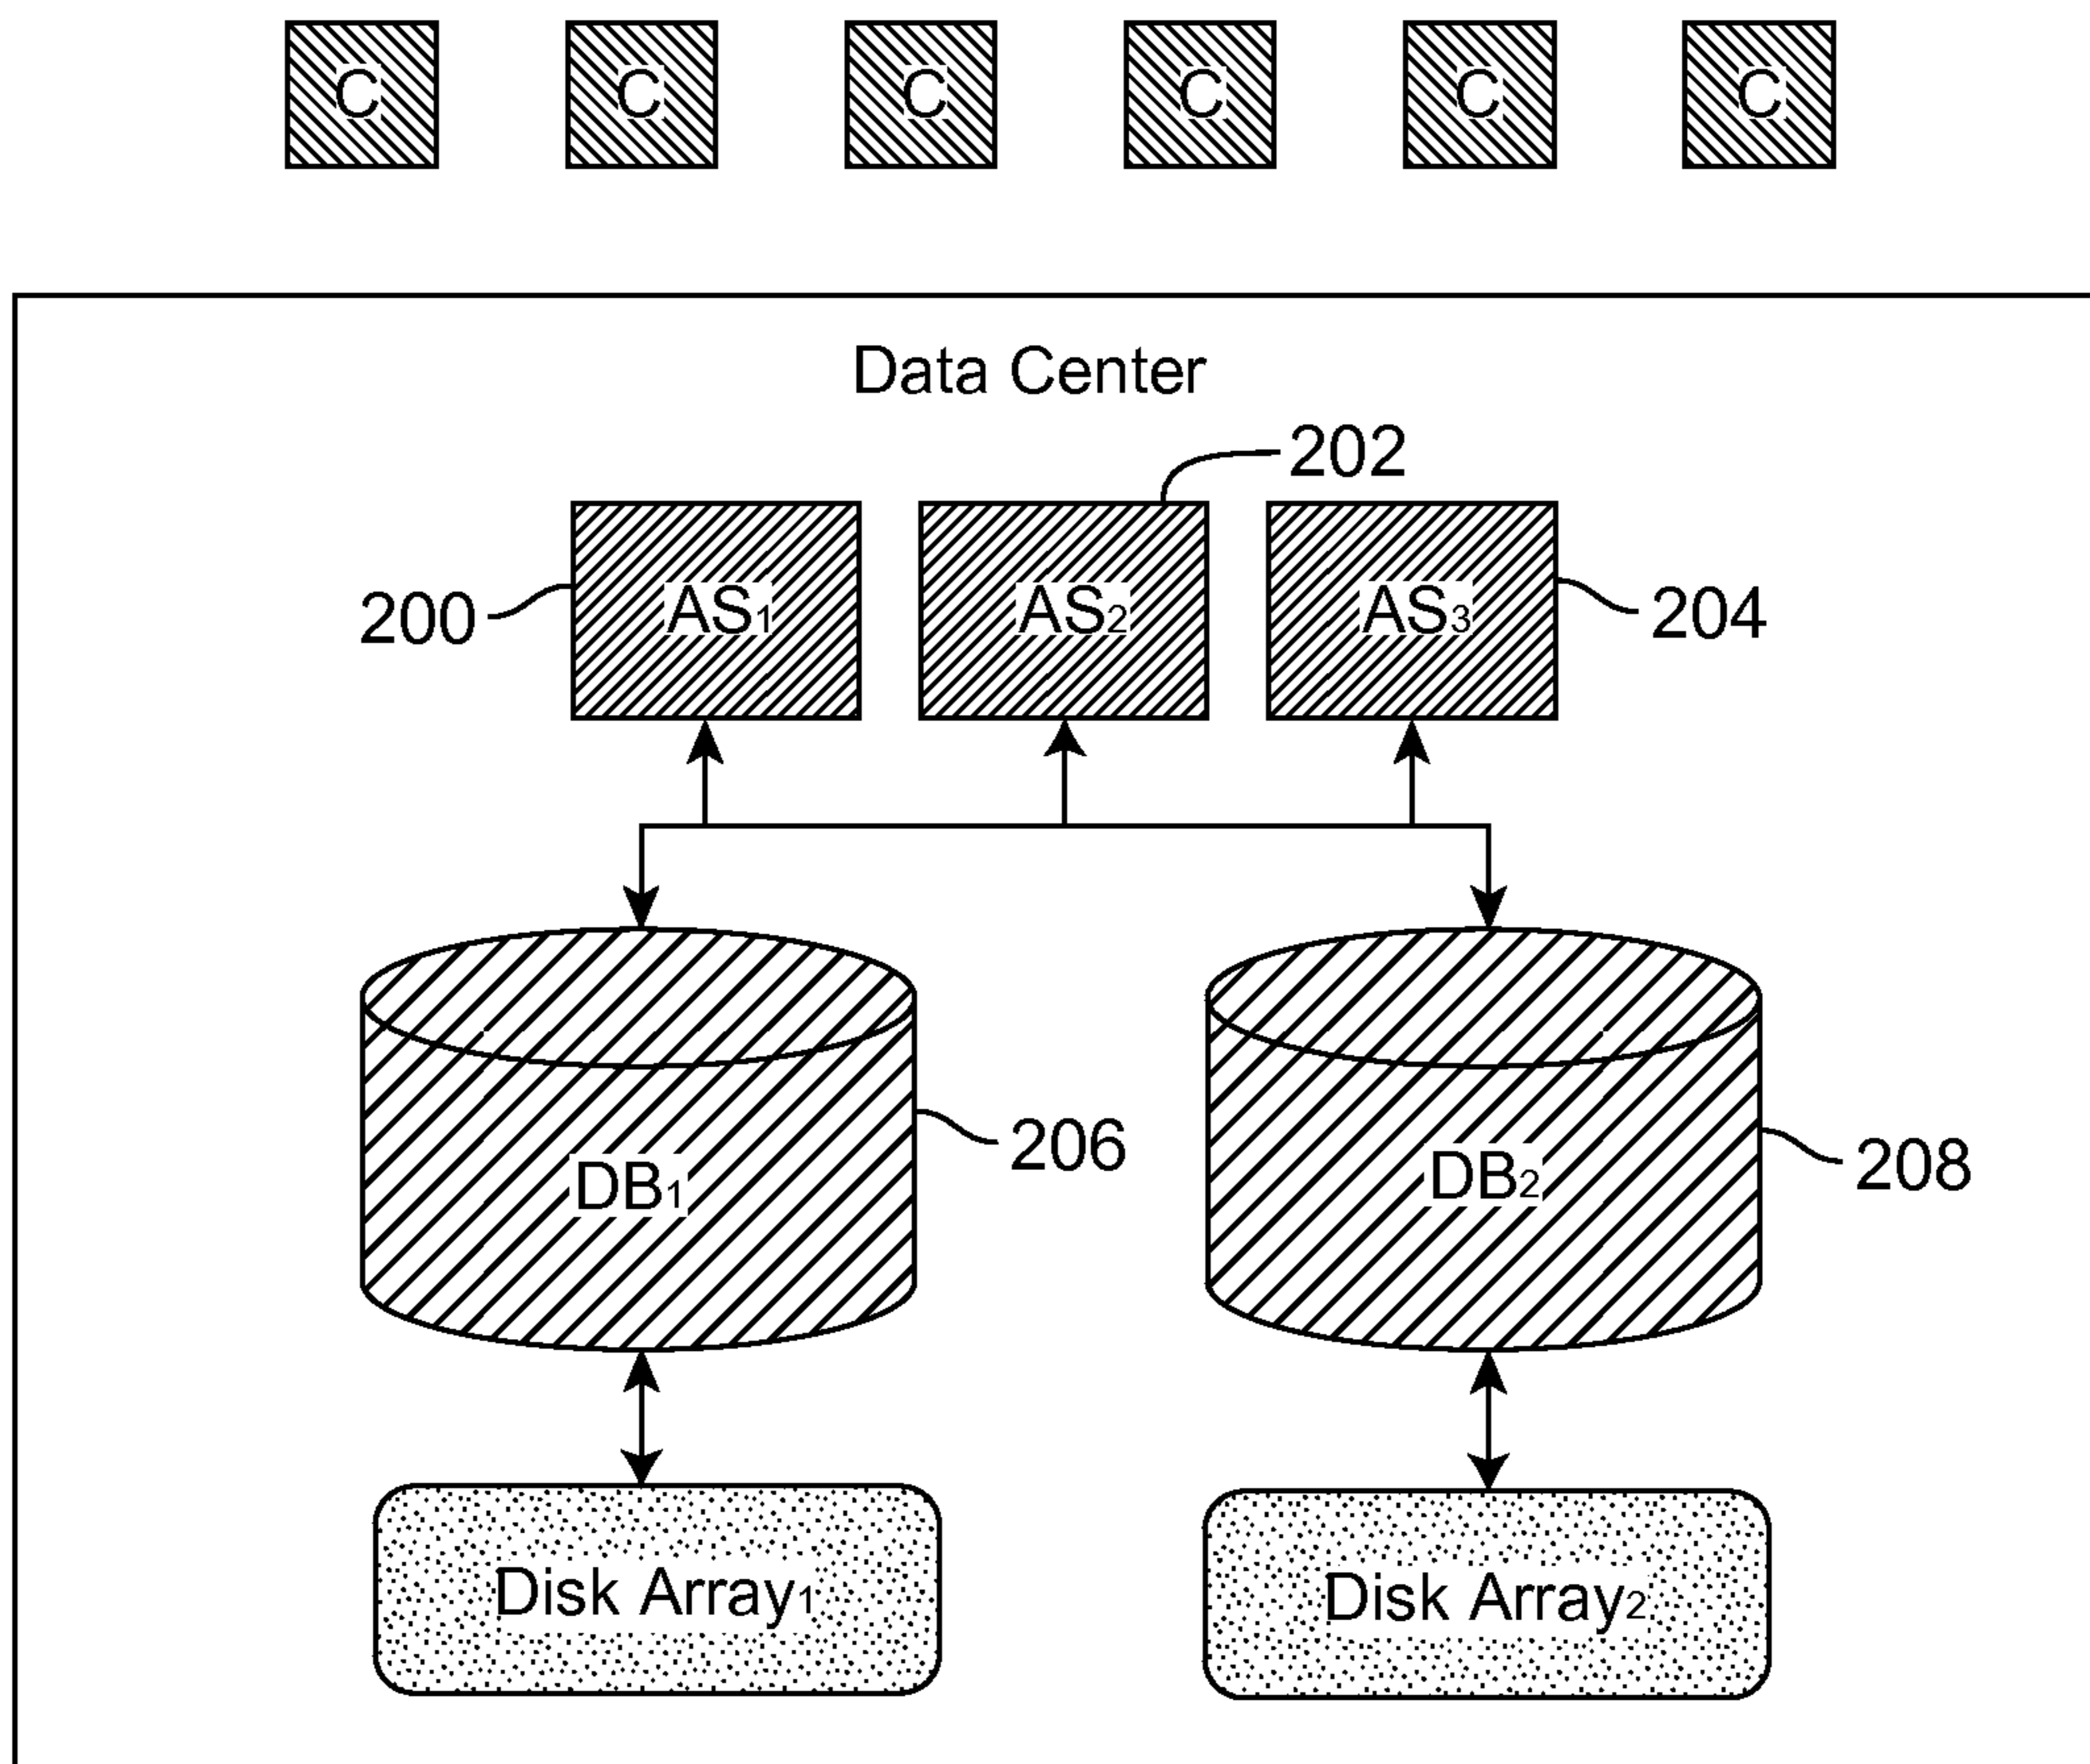 C C C C C C
Data Center
202
200 AS₁ AS₂ AS₃ 204
DB₁ 206 DB₂ 208
Disk Array₁ Disk Array₂